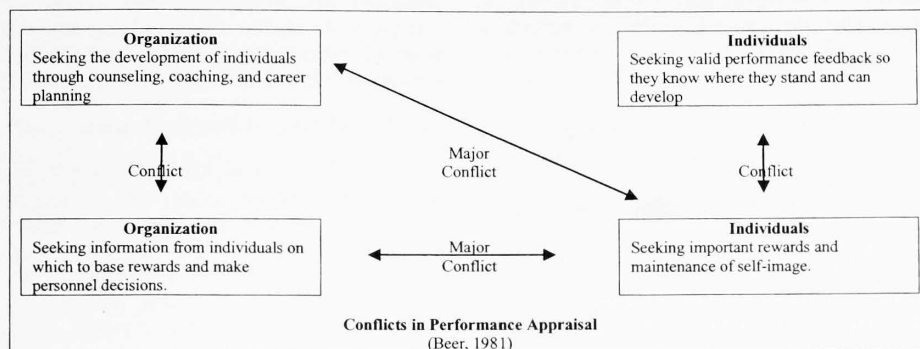 Organization
Seeking the development of individuals
through counseling, coaching, and career
planning
Individuals
Seeking valid performance feedback so
they know where they stand and can
develop
Conflict
Major
Conflict
Conflict
Organization
Seeking information from individuals on
which to base rewards and make
personnel decisions.
Major
Conflict
Individuals
Seeking important rewards and
maintenance of self-image.
Conflicts in Performance Appraisal
(Beer, 1981)